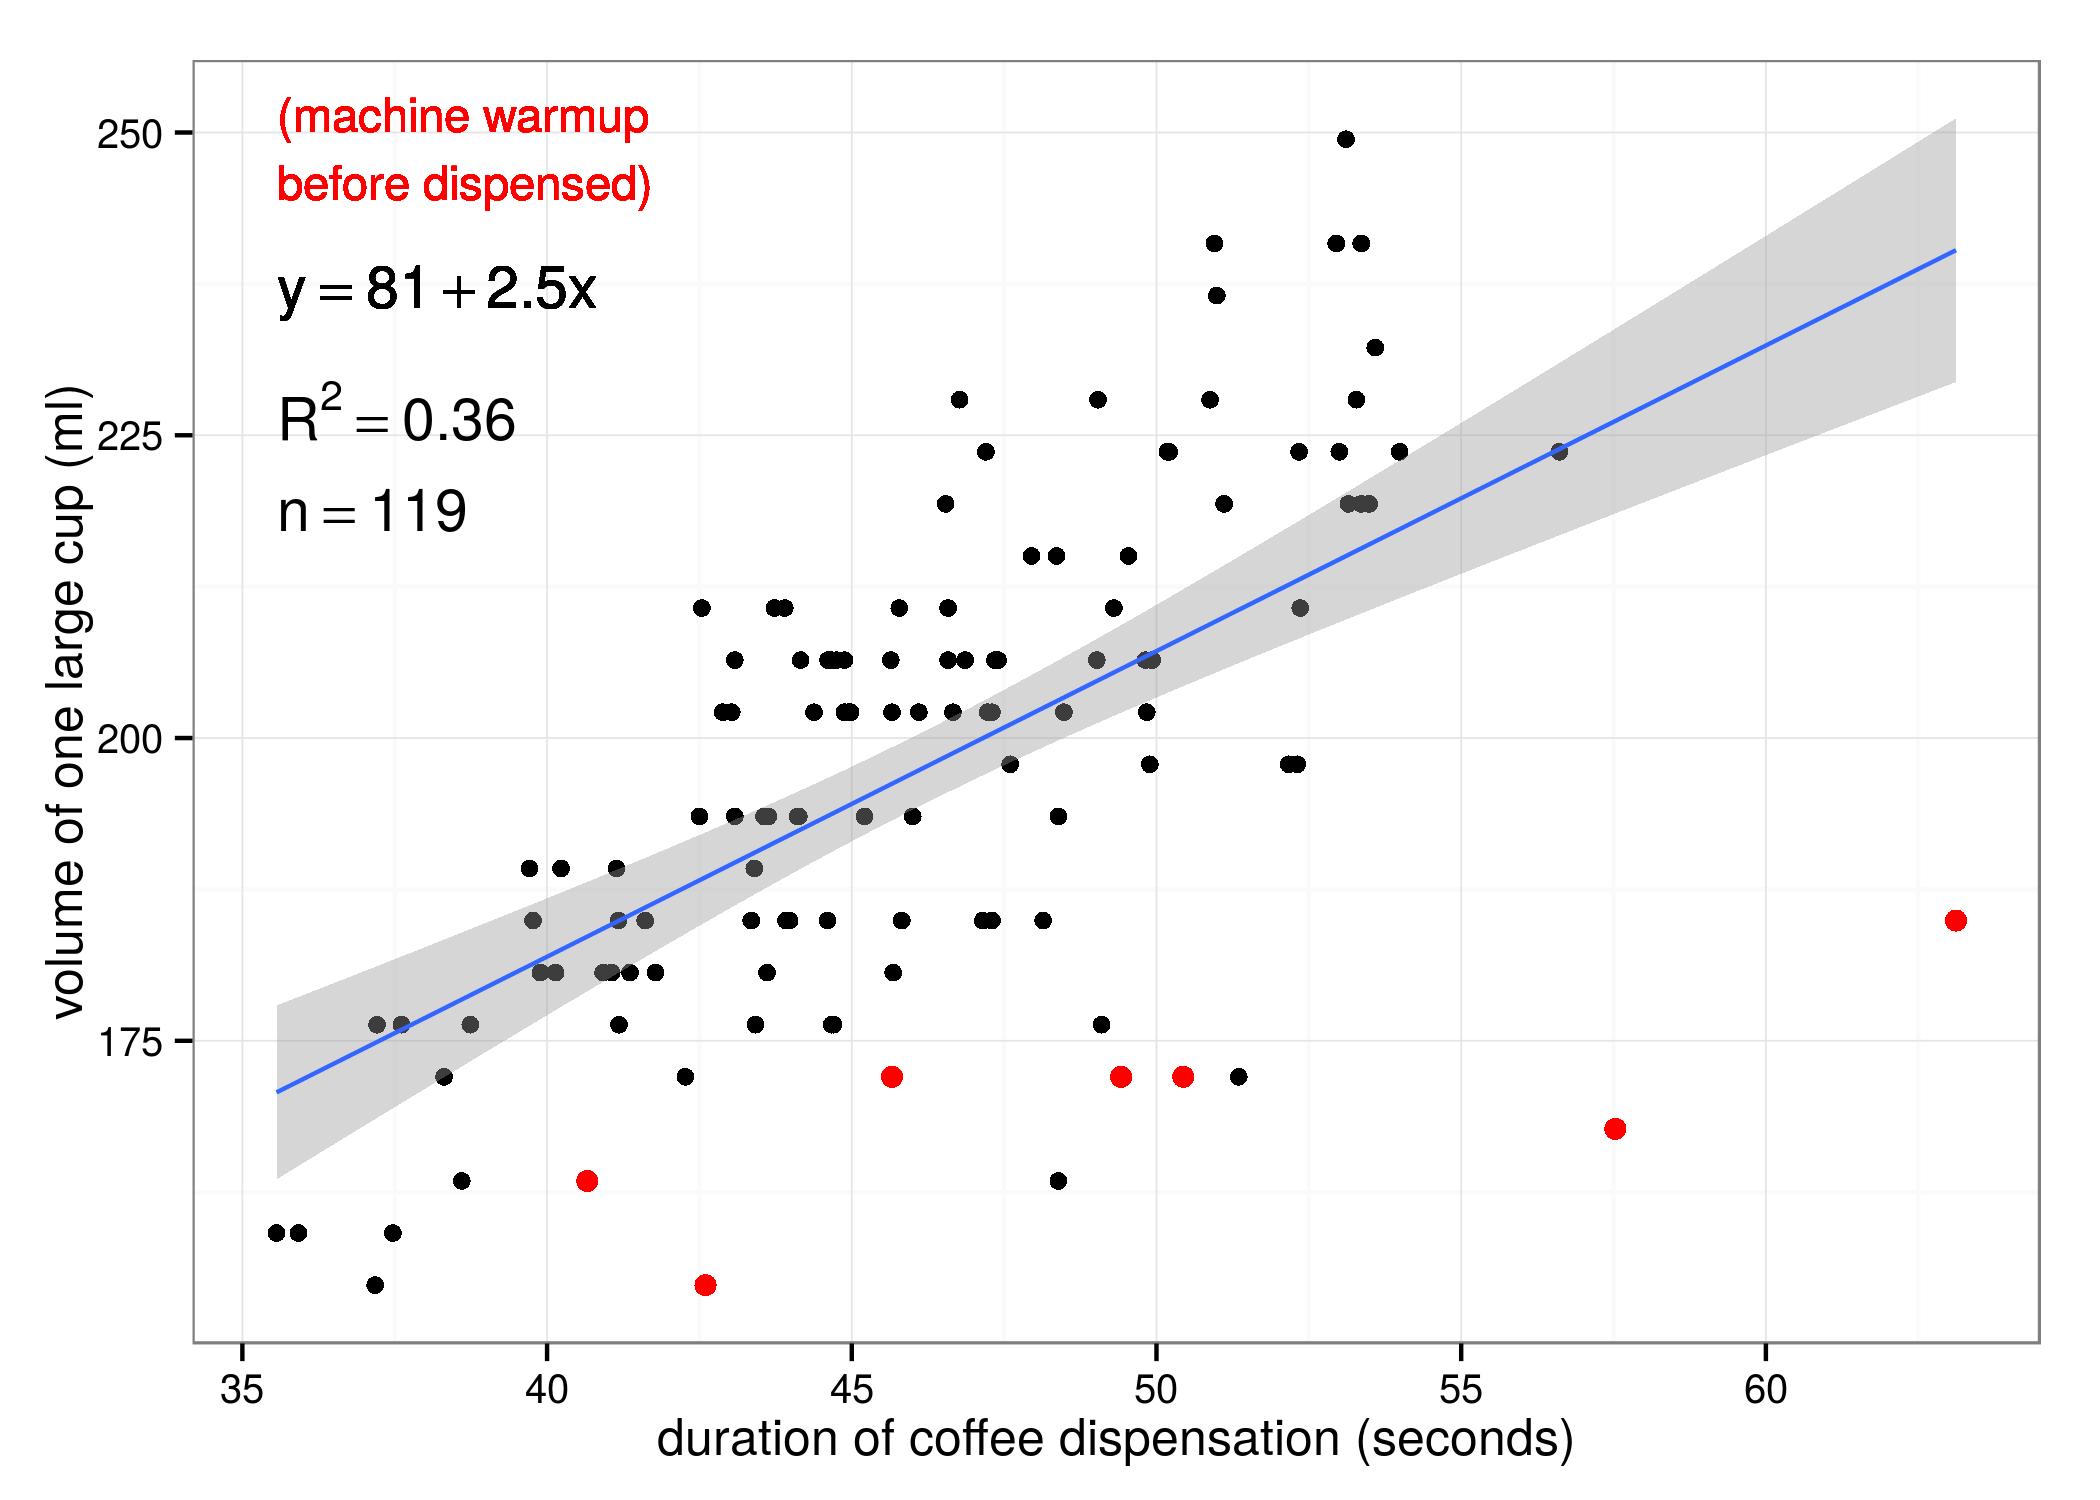 (machine warmup
before dispensed)
y = 81 + 2.5x
R² = 0.36
n = 119
volume of one large cup (ml)
250
225
200
175
35 40 45 50 55 60
duration of coffee dispensation (seconds)